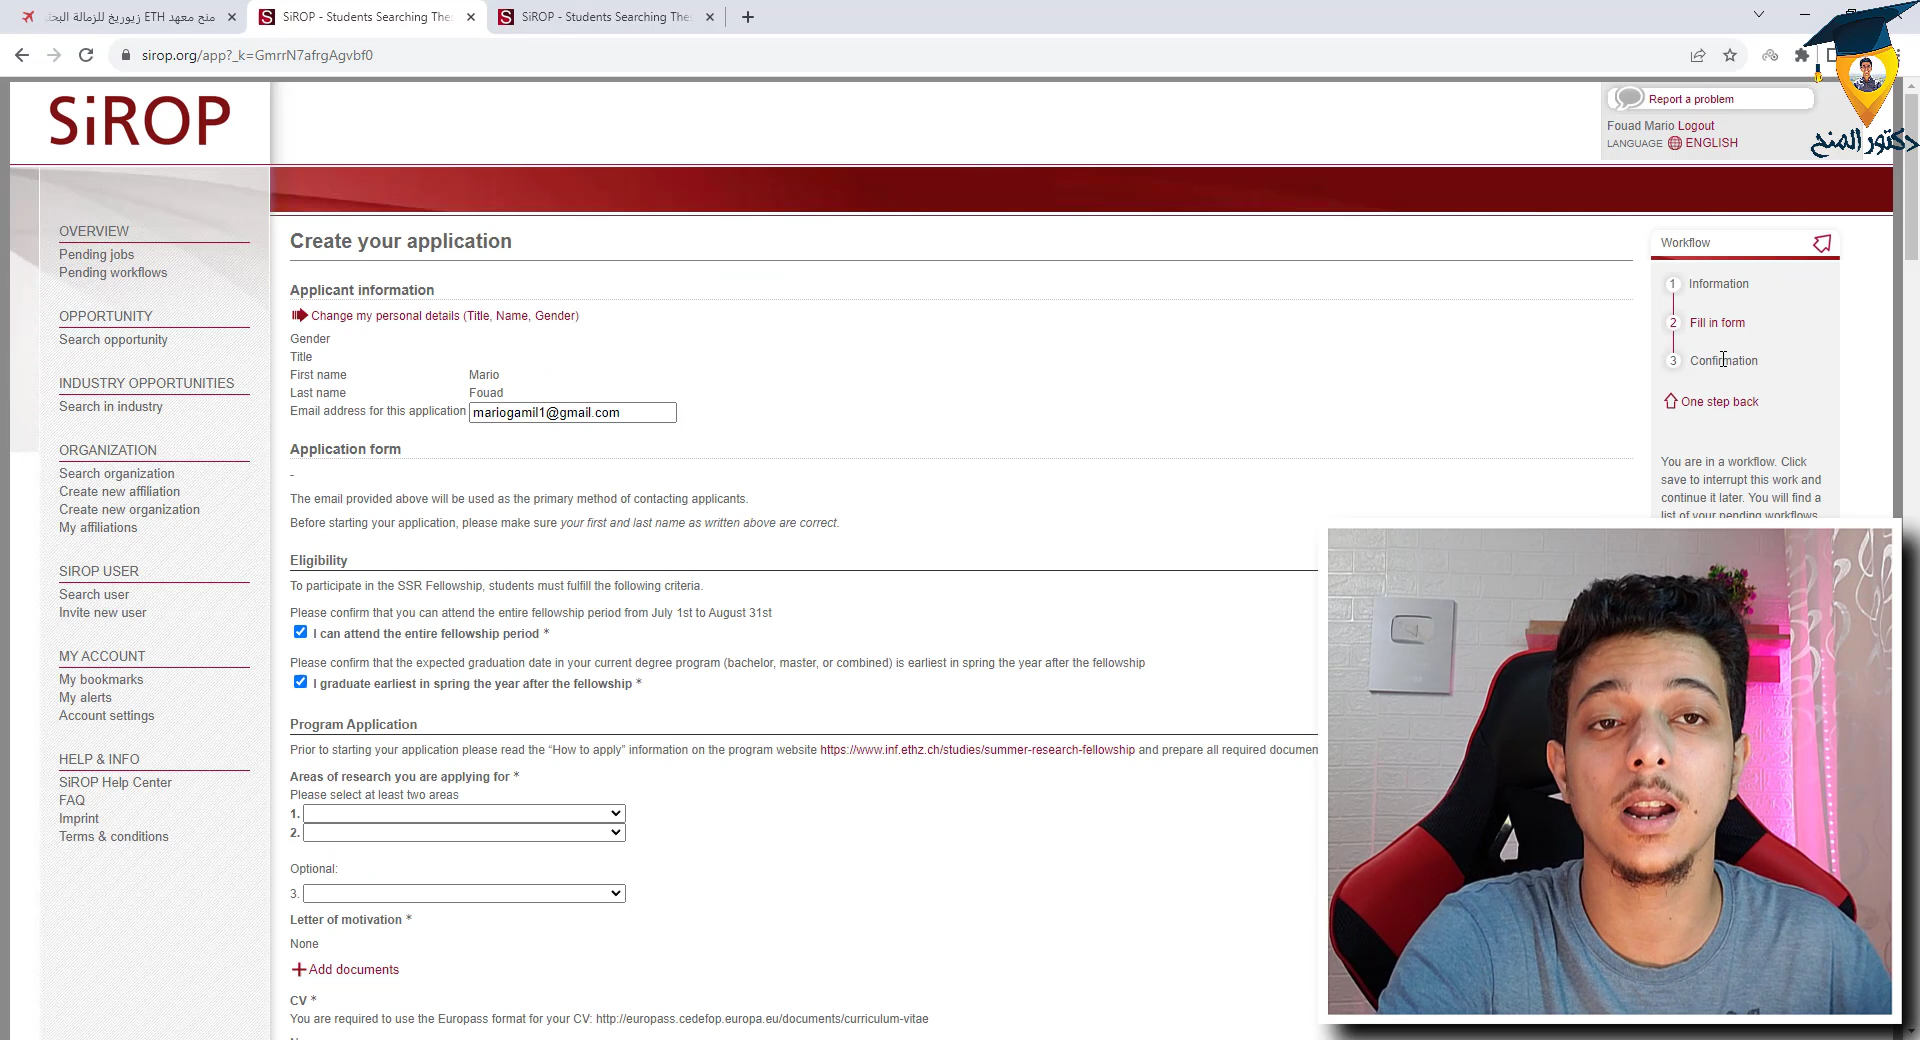 منح معهد ETH زيوريخ للزمالة البحث
SiROP - Students Searching The
SiROP - Students Searching The
sirop.org/app?_k=GmrrN7afrgAgvbf0
SiROP
Report a problem
Fouad Mario Logout
LANGUAGE ENGLISH
دكتور المنح
OVERVIEW
Pending jobs
Pending workflows
OPPORTUNITY
Search opportunity
INDUSTRY OPPORTUNITIES
Search in industry
ORGANIZATION
Search organization
Create new affiliation
Create new organization
My affiliations
SIROP USER
Search user
Invite new user
MY ACCOUNT
My bookmarks
My alerts
Account settings
HELP & INFO
SiROP Help Center
FAQ
Imprint
Terms & conditions
Create your application
Applicant information
Change my personal details (Title, Name, Gender)
Gender
Title
First name Mario
Last name Fouad
Email address for this application mariogamil1@gmail.com
Application form
-
The email provided above will be used as the primary method of contacting applicants.
Before starting your application, please make sure your first and last name as written above are correct.
Eligibility
To participate in the SSR Fellowship, students must fulfill the following criteria.
Please confirm that you can attend the entire fellowship period from July 1st to August 31st
I can attend the entire fellowship period *
Please confirm that the expected graduation date in your current degree program (bachelor, master, or combined) is earliest in spring the year after the fellowship
I graduate earliest in spring the year after the fellowship *
Program Application
Prior to starting your application please read the “How to apply” information on the program website https://www.inf.ethz.ch/studies/summer-research-fellowship and prepare all required documen
Areas of research you are applying for *
Please select at least two areas
1.
2.
Optional:
3.
Letter of motivation *
None
Add documents
CV *
You are required to use the Europass format for your CV: http://europass.cedefop.europa.eu/documents/curriculum-vitae
Workflow
1 Information
2 Fill in form
3 Confirmation
One step back
You are in a workflow. Click
save to interrupt this work and
continue it later. You will find a
list of your pending workflows